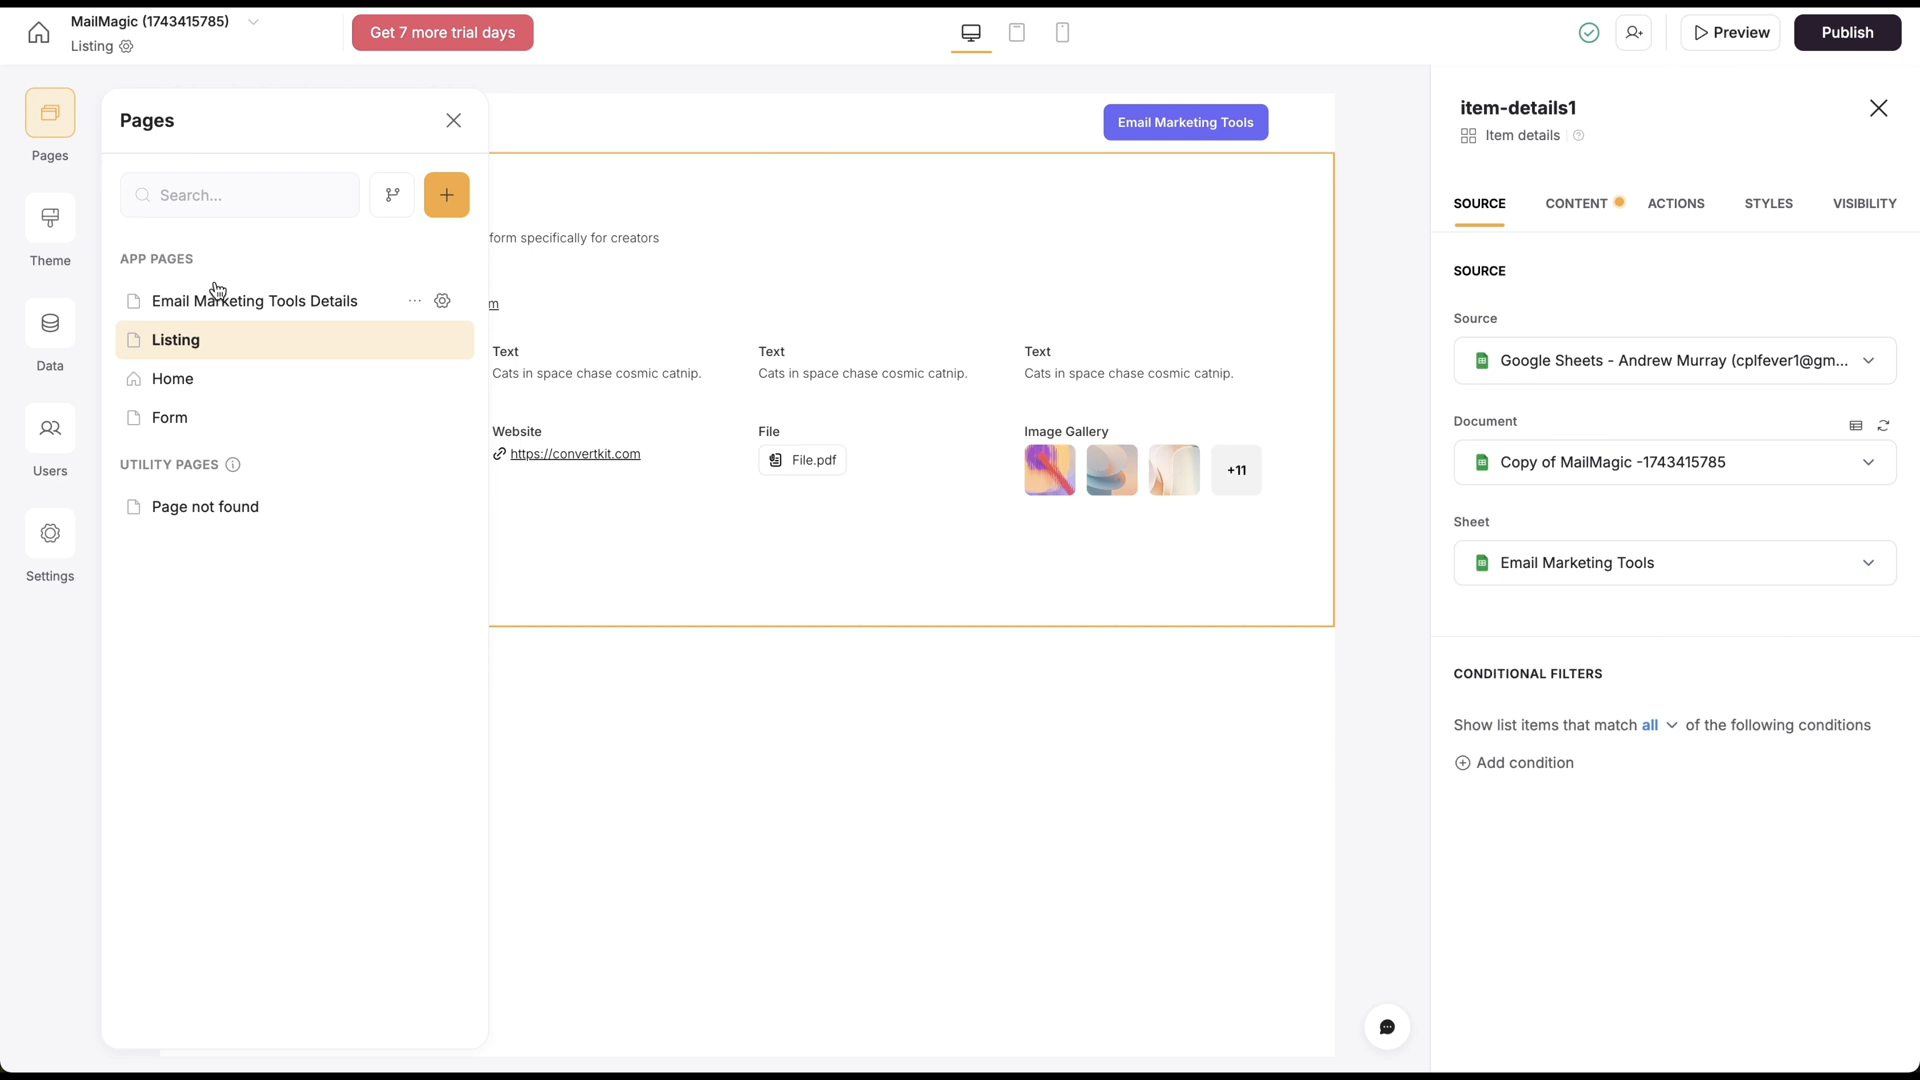 MailMagic (1743415785)
Listing
Get 7 more trial days
Preview
Publish
Pages
Theme
Data
Users
Settings
Pages
Search...
APP PAGES
Email Marketing Tools Details
Listing
Home
Form
UTILITY PAGES
Page not found
Email Marketing Tools
form specifically for creators
m
Text
Cats in space chase cosmic catnip.
Text
Cats in space chase cosmic catnip.
Text
Cats in space chase cosmic catnip.
Website
https://convertkit.com
File
File.pdf
Image Gallery
+11
item-details1
Item details
SOURCE CONTENT ACTIONS STYLES VISIBILITY
SOURCE
Source
Google Sheets - Andrew Murray (cplfever1@gm...
Document
Copy of MailMagic -1743415785
Sheet
Email Marketing Tools
CONDITIONAL FILTERS
Show list items that match all of the following conditions
Add condition